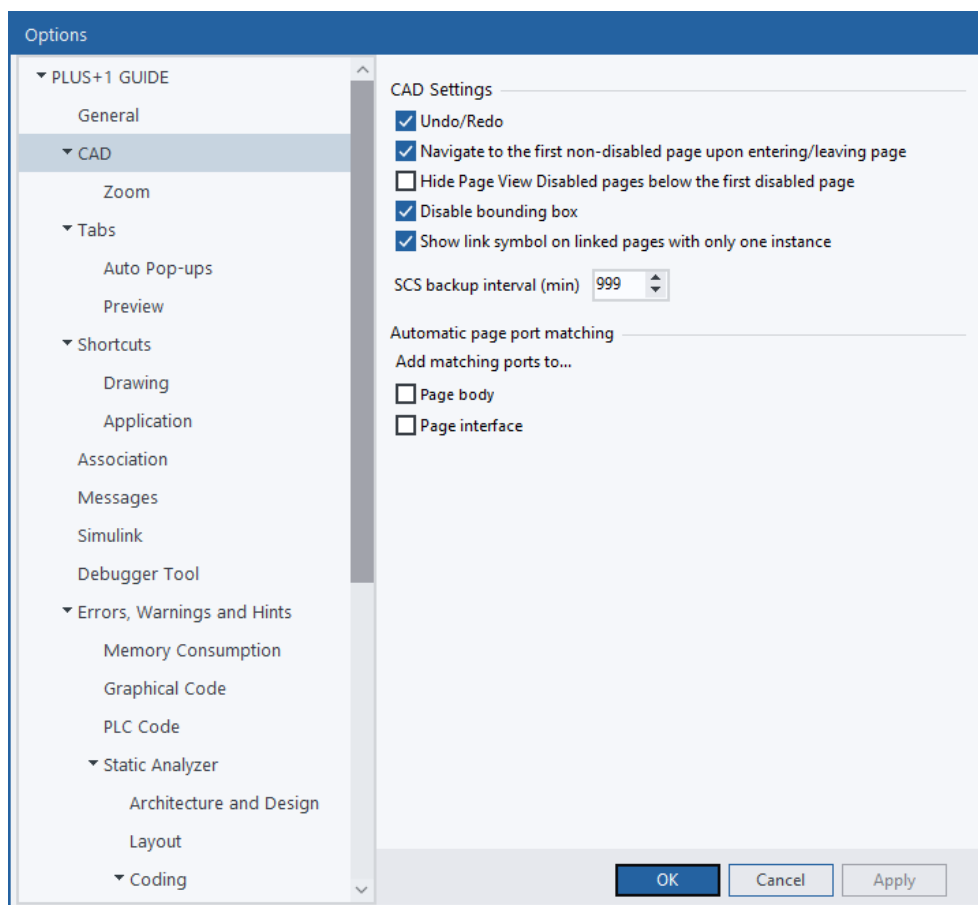 Options
PLUS+1 GUIDE
General
CAD
Zoom
Tabs
Auto Pop-ups
Preview
Shortcuts
Drawing
Application
Association
Messages
Simulink
Debugger Tool
Errors, Warnings and Hints
Memory Consumption
Graphical Code
PLC Code
Static Analyzer
Architecture and Design
Layout
Coding
CAD Settings
Undo/Redo
Navigate to the first non-disabled page upon entering/leaving page
Hide Page View Disabled pages below the first disabled page
Disable bounding box
Show link symbol on linked pages with only one instance
SCS backup interval (min) 999
Automatic page port matching
Add matching ports to...
Page body
Page interface
OK Cancel Apply